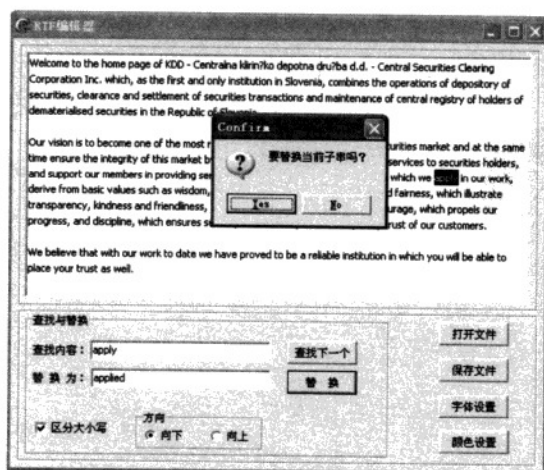 RTF编辑器
Welcome to the home page of KDD - Centralna klirin?ko depotna dru?ba d.d. - Central Securities Clearing
Corporation Inc. which, as the first and only institution in Slovenia, combines the operations of depository of
securities, clearance and settlement of securities transactions and maintenance of central registry of holders of
dematerialised securities in the Republic of Slovenia.
Our vision is to become one of the most r
urities market and at the same
time ensure the integrity of this market b
services to securities holders,
and support our members in providing se
which we apply in our work,
derive from basic values such as wisdom,
d fairness, which illustrate
transparency, kindness and friendliness,
urage, which propels our
progress, and discipline, which ensures s
rust of our customers.
We believe that with our work to date we have proved to be a reliable institution in which you will be able to
place your trust as well.
Confirm
要替换当前子串吗?
Yes
No
查找与替换
查找内容: apply
查找下一个
替 换 为: applied
替 换
区分大小写
方向
向下
向上
打开文件
保存文件
字体设置
颜色设置